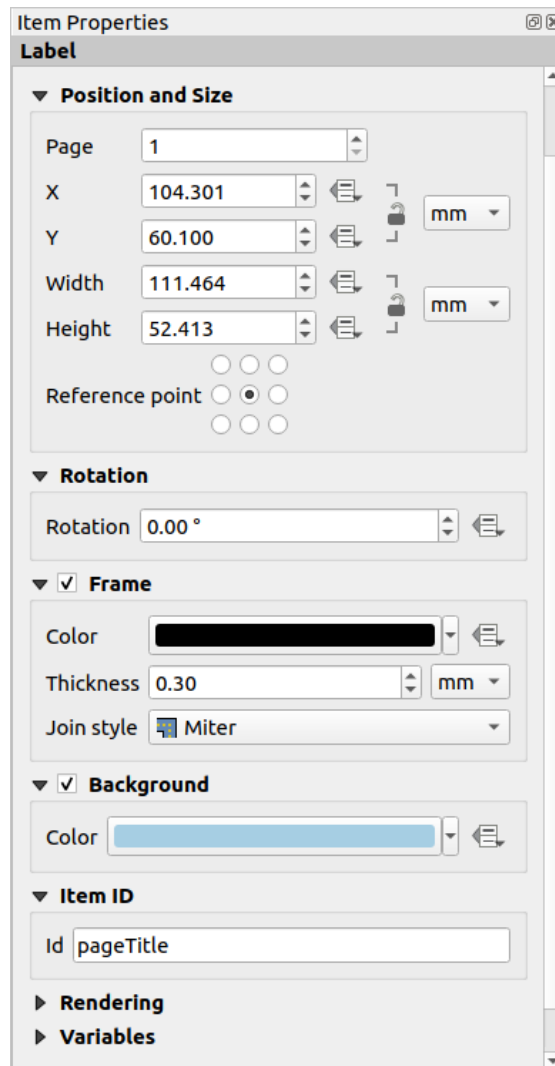 Item Properties
Label
Position and Size
Page 1
X 104.301
mm
Y 60.100
Width 111.464
mm
Height 52.413
Reference point
Rotation
Rotation 0.00 °
Frame
Color
Thickness 0.30 mm
Join style Miter
Background
Color
Item ID
Id pageTitle
Rendering
Variables